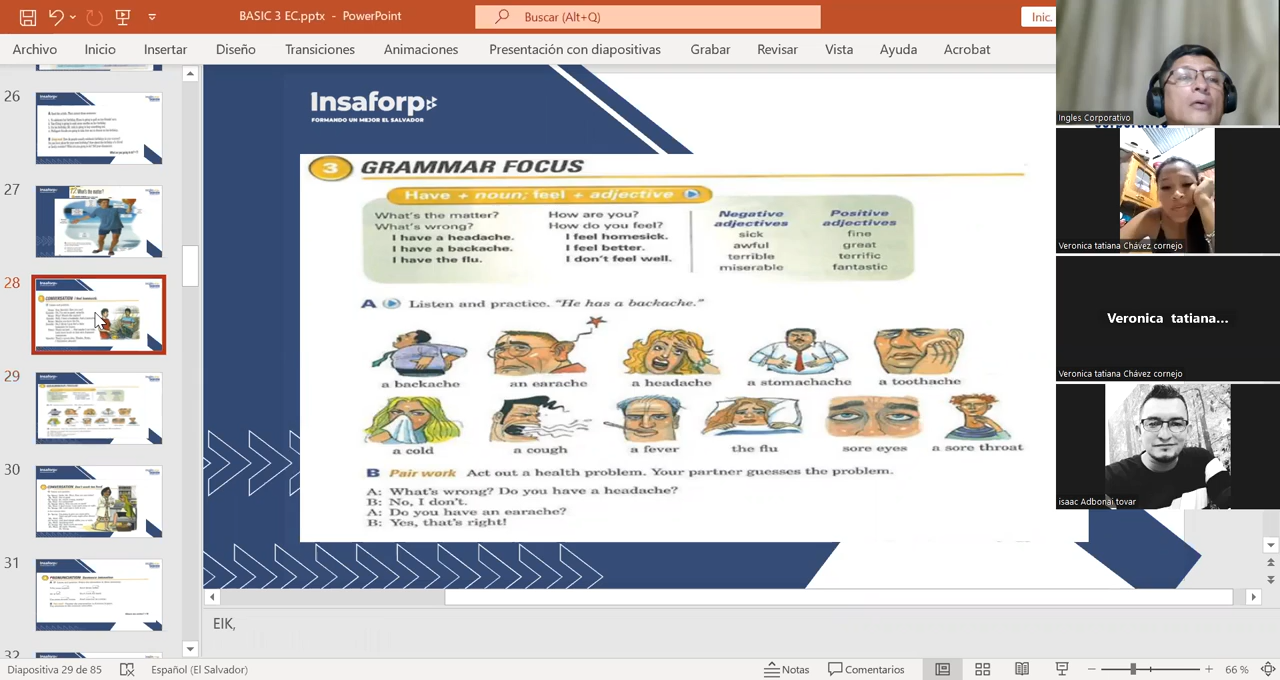 BASIC 3 EC.pptx - PowerPoint
Buscar (Alt+Q)
Inic.
Archivo Inicio Insertar Diseño Transiciones Animaciones Presentación con diapositivas Grabar Revisar Vista Ayuda Acrobat
26
27
28
29
30
31
32
Insaforp
FORMANDO UN MEJOR EL SALVADOR
3 GRAMMAR FOCUS
Have + noun; feel + adjective
What's the matter?
What's wrong?
I have a headache.
I have a backache.
I have the flu.
How are you?
How do you feel?
I feel homesick.
I feel better.
I don't feel well.
Negative adjectives
sick
awful
terrible
miserable
Positive adjectives
fine
great
terrific
fantastic
A Listen and practice. "He has a backache."
a backache an earache a headache a stomachache a toothache
a cold a cough a fever the flu sore eyes a sore throat
B Pair work Act out a health problem. Your partner guesses the problem.
A: What's wrong? Do you have a headache?
B: No, I don't.
A: Do you have an earache?
B: Yes, that's right!
EIK,
Ingles Corporativo
Veronica tatiana Chávez cornejo
Veronica tatiana...
Veronica tatiana Chávez cornejo
isaac Adbonai tovar
Diapositiva 29 de 85 Español (El Salvador) Notas Comentarios 66 %